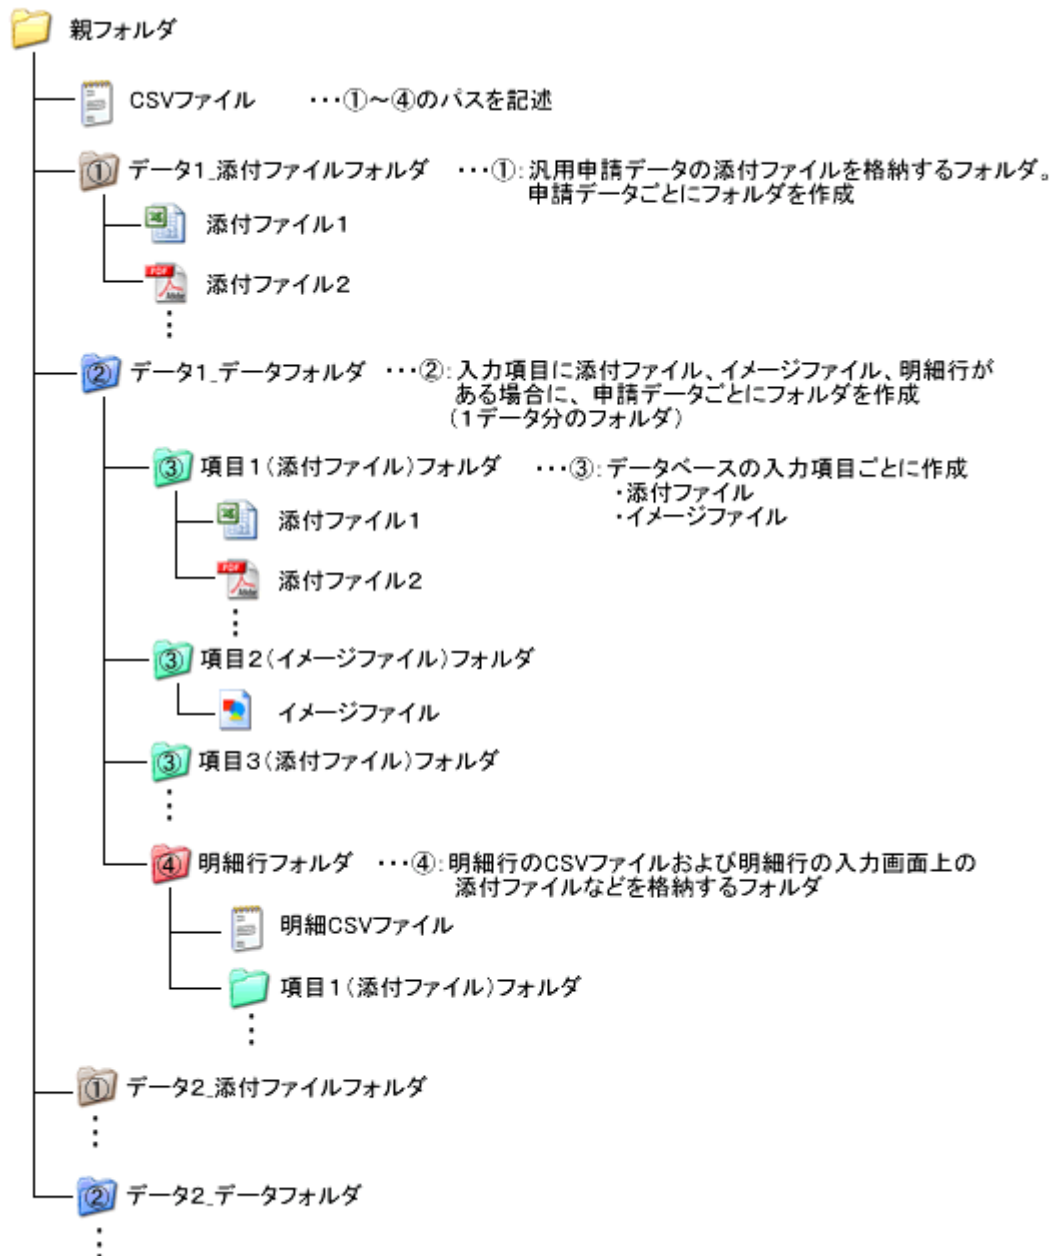 親フォルダ
CSVファイル ・・・①～④のパスを記述
① データ1_添付ファイルフォルダ ・・・①：汎用申請データの添付ファイルを格納するフォルダ。
申請データごとにフォルダを作成
添付ファイル1
PDF Adobe 添付ファイル2
② データ1_データフォルダ ・・・②：入力項目に添付ファイル、イメージファイル、明細行が
ある場合に、申請データごとにフォルダを作成
（1データ分のフォルダ）
③ 項目1（添付ファイル）フォルダ ・・・③：データベースの入力項目ごとに作成
・添付ファイル
・イメージファイル
添付ファイル1
PDF Adobe 添付ファイル2
③ 項目2（イメージファイル）フォルダ
イメージファイル
③ 項目3（添付ファイル）フォルダ
④ 明細行フォルダ ・・・④：明細行のCSVファイルおよび明細行の入力画面上の
添付ファイルなどを格納するフォルダ
明細CSVファイル
項目1（添付ファイル）フォルダ
① データ2_添付ファイルフォルダ
② データ2_データフォルダ